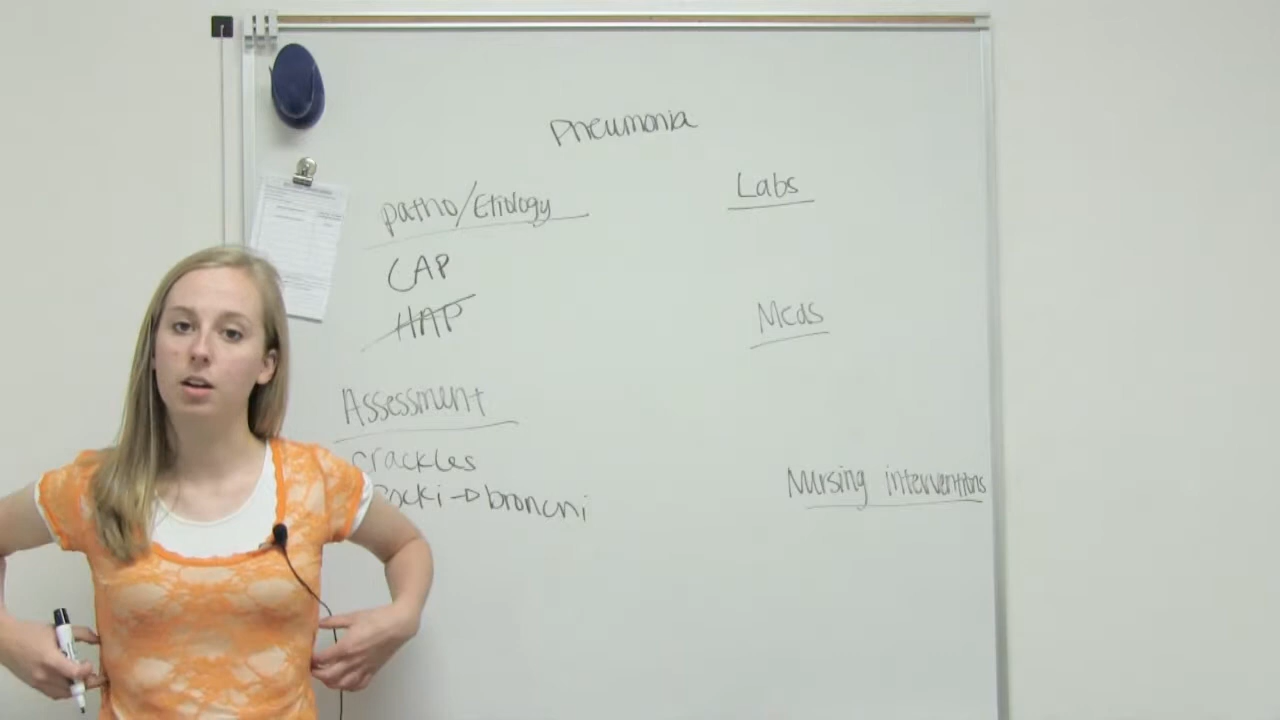 Pneumonia
Patho/Etiology
CAP
HAP
Assessment
crackles
→ bronchi
Labs
Meds
Nursing interventions